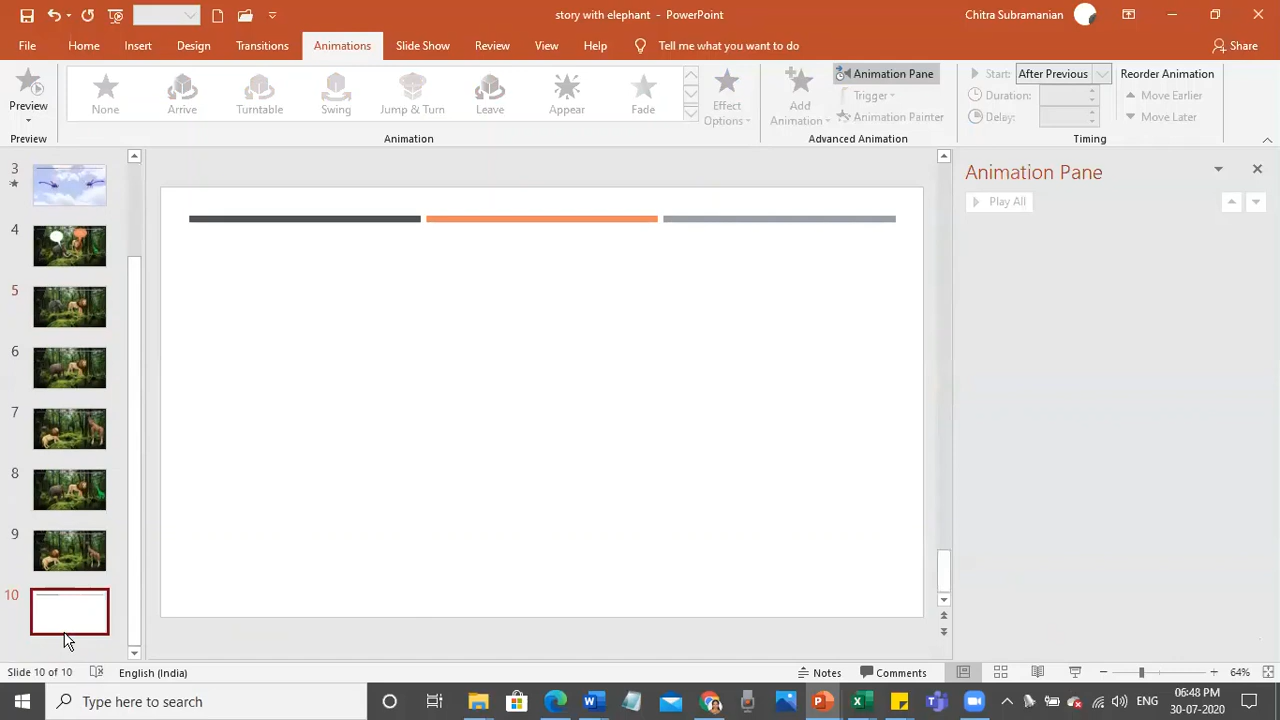 story with elephant - PowerPoint
Chitra Subramanian
File Home Insert Design Transitions Animations Slide Show Review View Help Tell me what you want to do Share
Preview
None Arrive Turntable Swing Jump & Turn Leave Appear Fade
Effect
Options
Add
Animation
Animation Pane
Trigger
Animation Painter
Start: After Previous
Duration:
Delay:
Reorder Animation
Move Earlier
Move Later
Preview Animation Advanced Animation Timing
3
4
5
6
7
8
9
10
Animation Pane
Play All
Slide 10 of 10 English (India) Notes Comments 64%
Type here to search
ENG
06:48 PM
30-07-2020